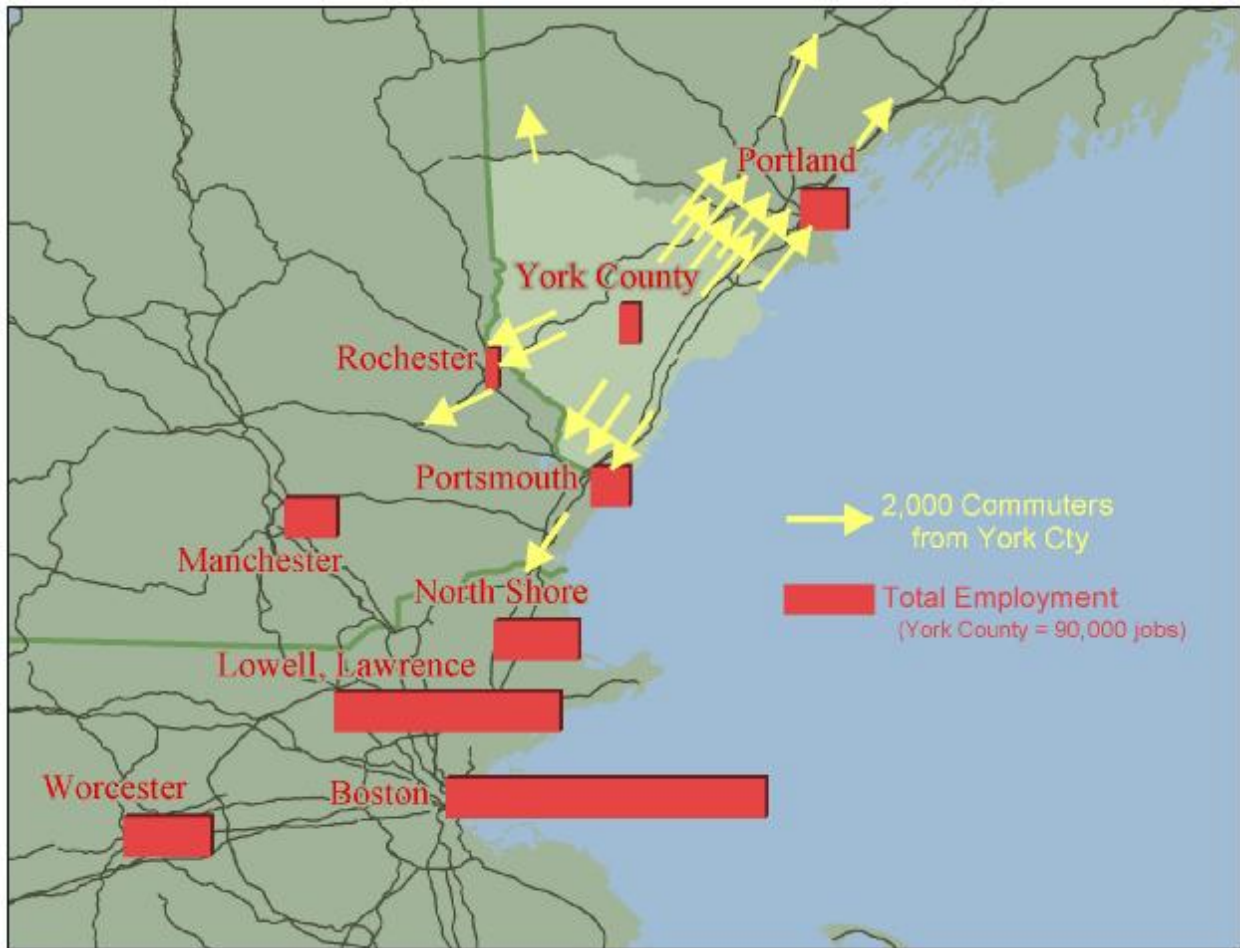 Portland
York County
Rochester
Portsmouth
Manchester
North Shore
Lowell, Lawrence
Worcester
Boston
2,000 Commuters
from York Cty
Total Employment
(York County = 90,000 jobs)